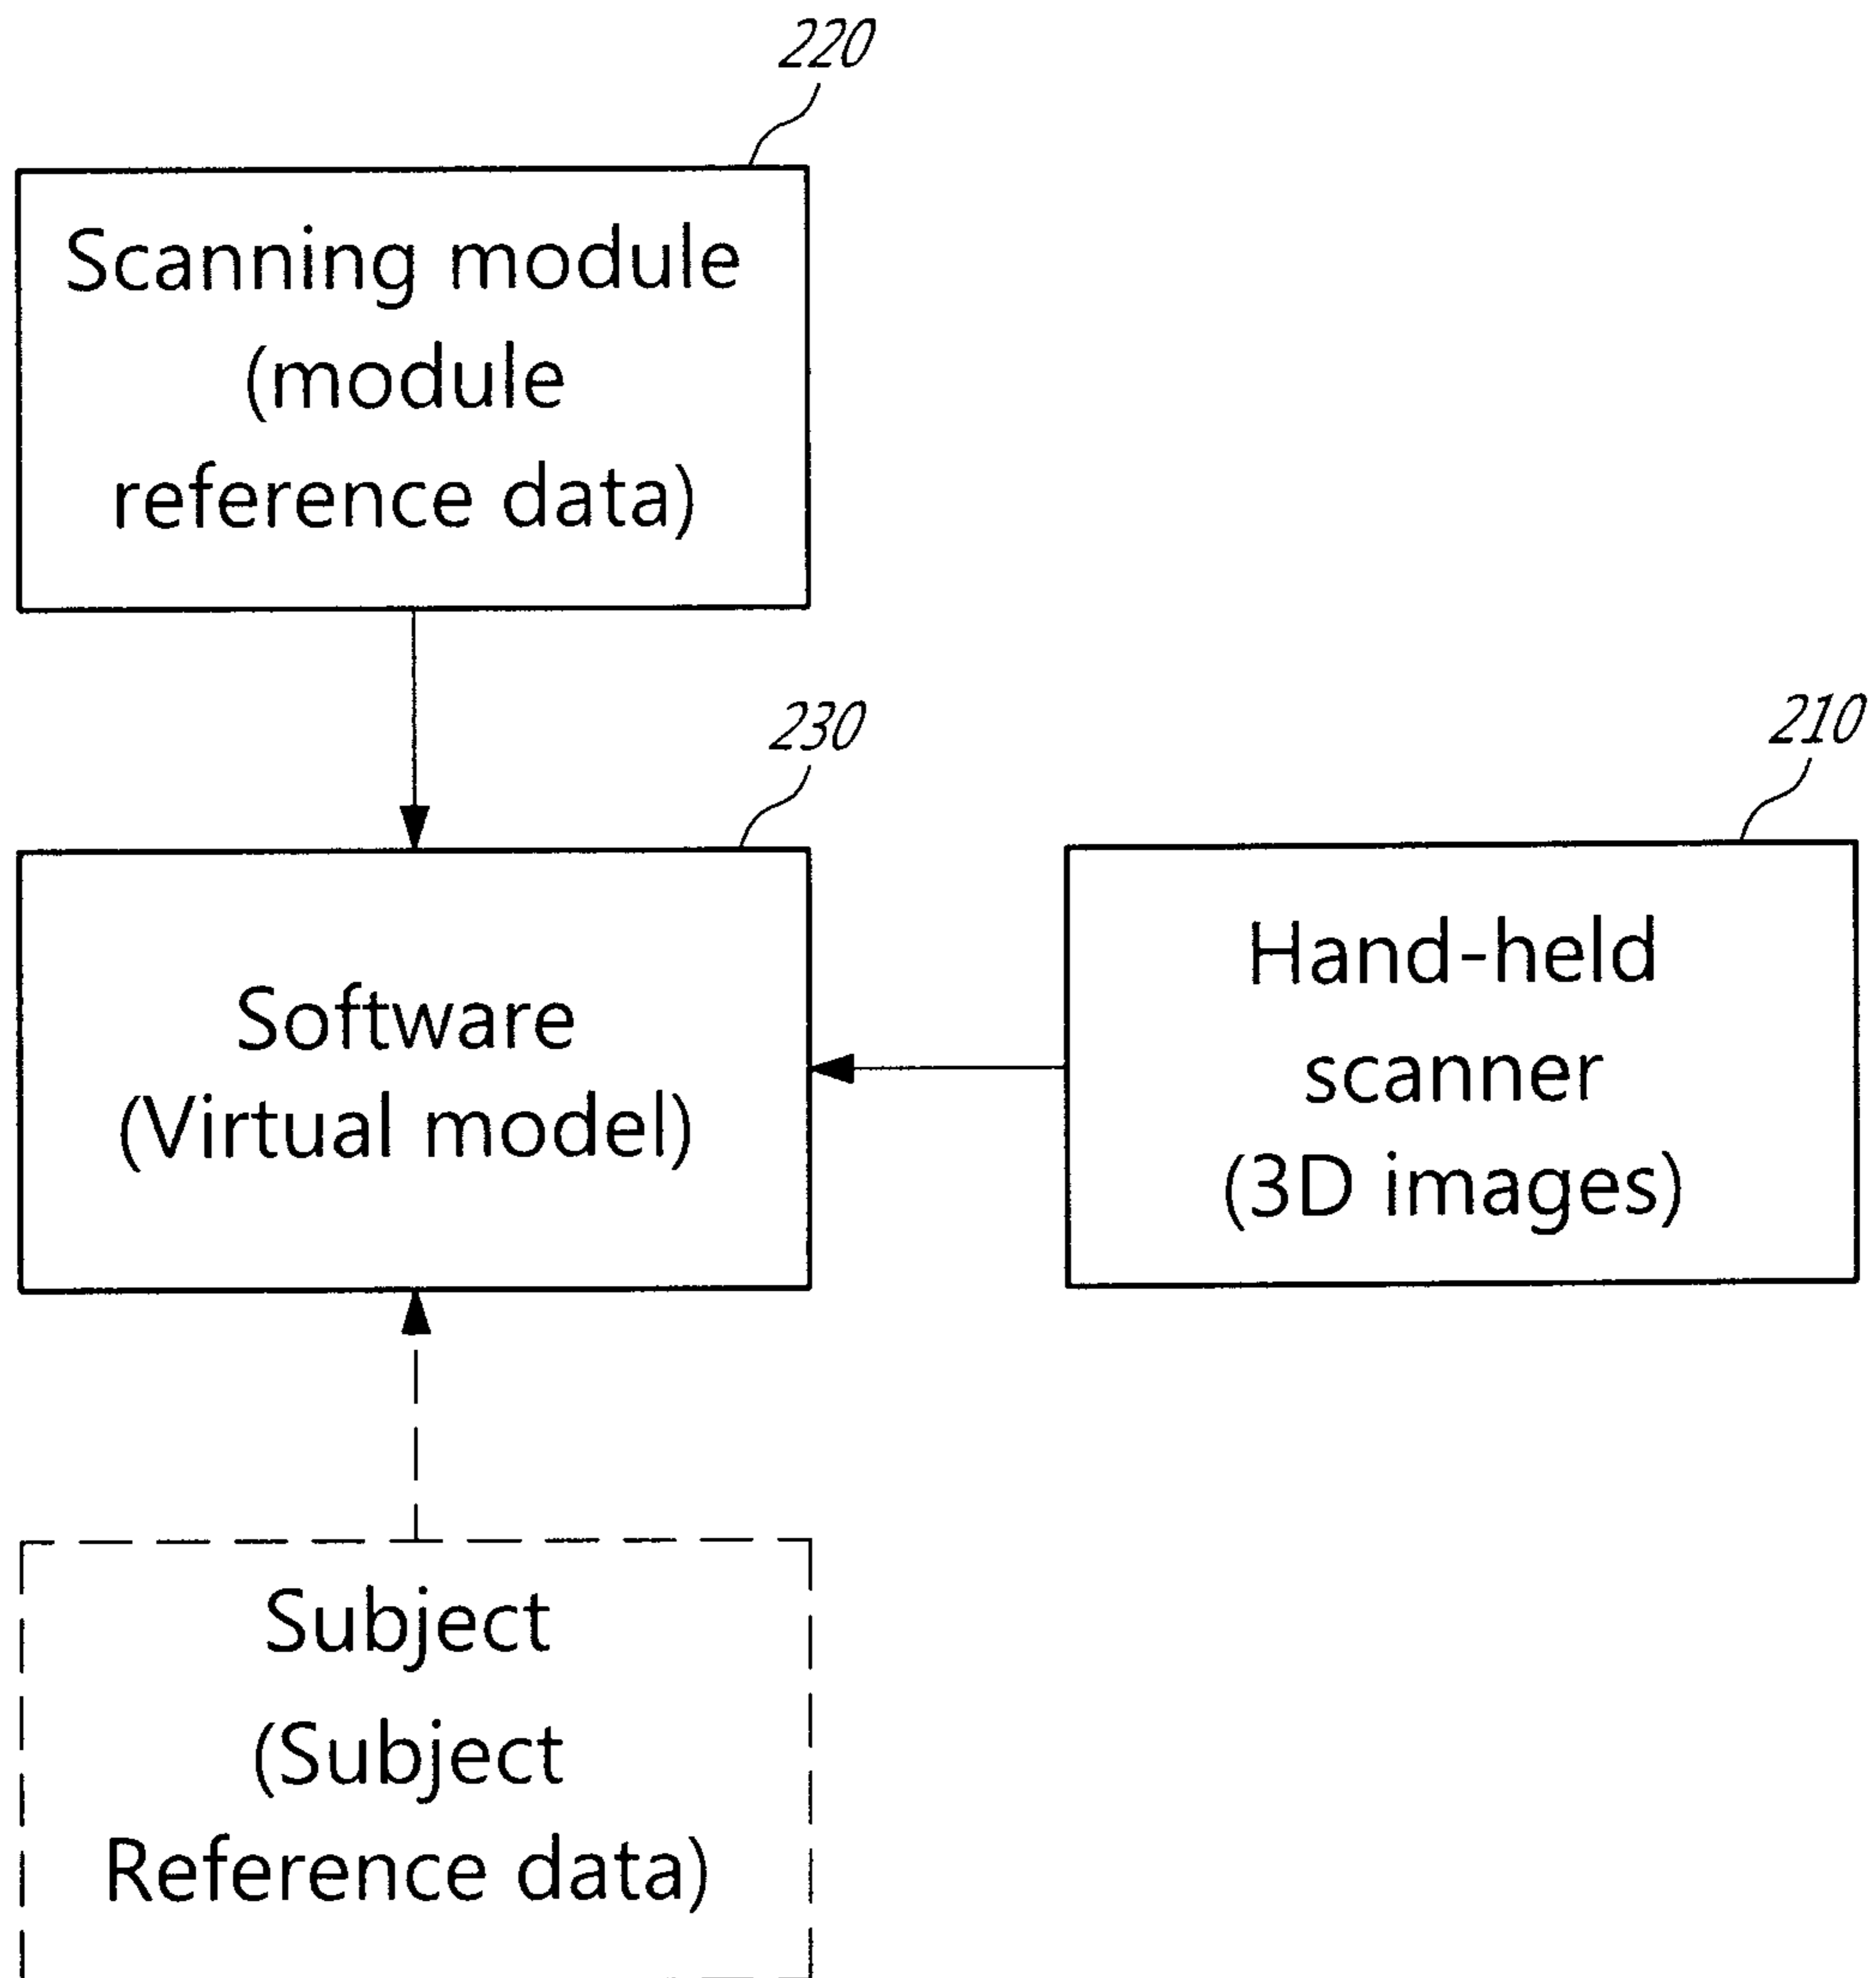 220
Scanning module
(module
reference data)
230
210
Software
(Virtual model)
Hand-held
scanner
(3D images)
Subject
(Subject
Reference data)